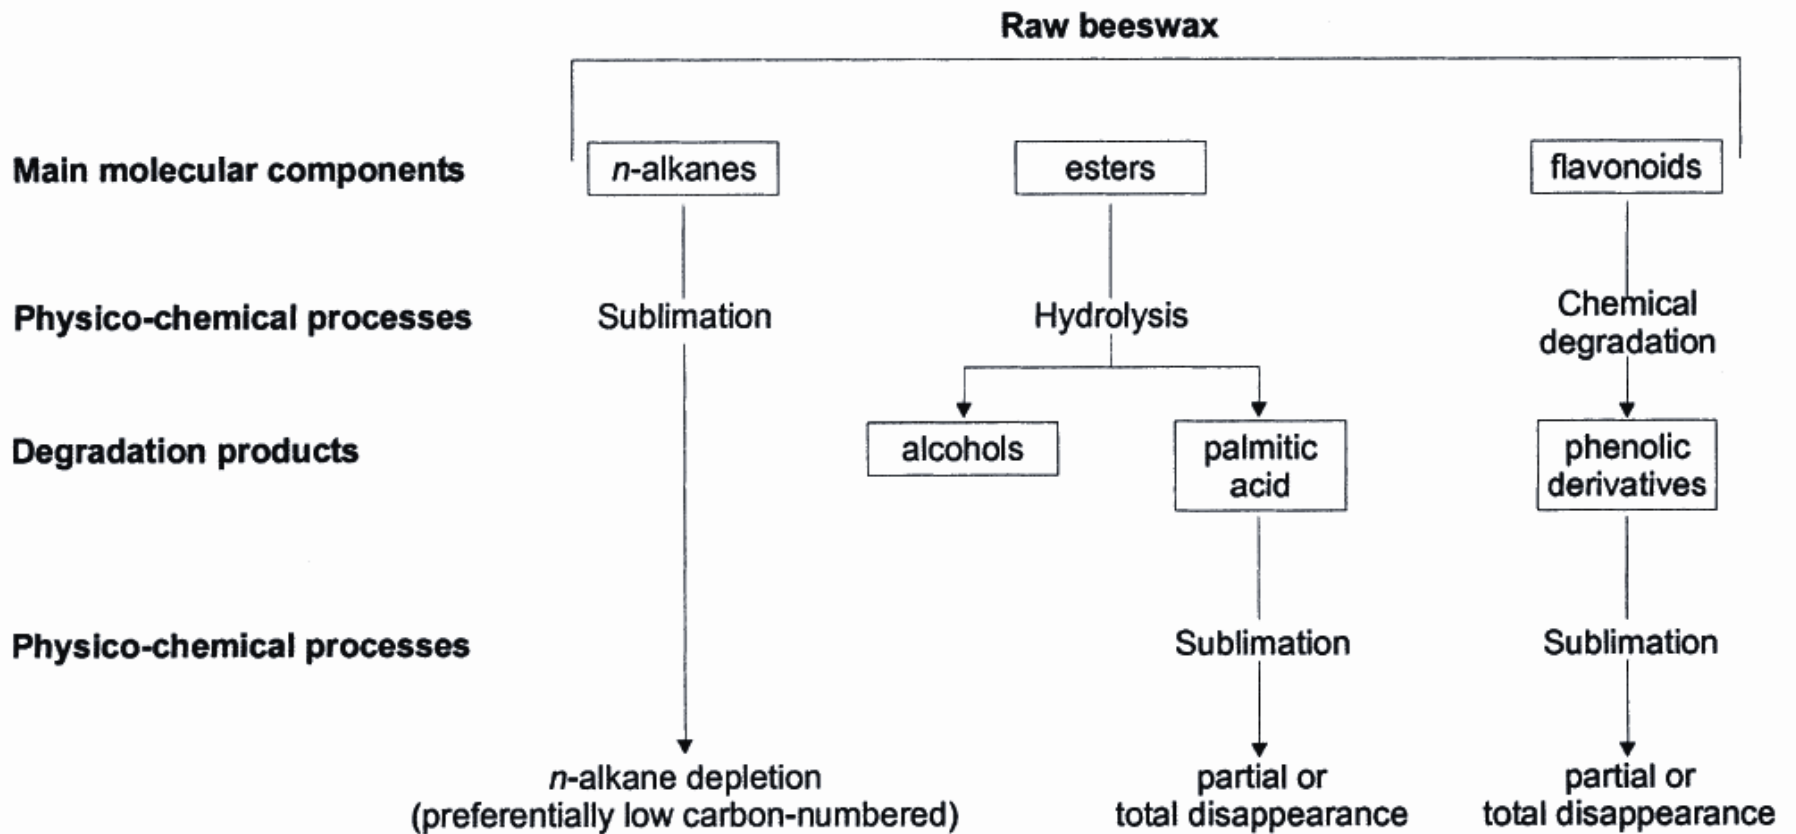 Raw beeswax
Main molecular components
n-alkanes
esters
flavonoids
Physico-chemical processes
Sublimation
Hydrolysis
Chemical
degradation
Degradation products
alcohols
palmitic
acid
phenolic
derivatives
Physico-chemical processes
Sublimation
Sublimation
n-alkane depletion
(preferentially low carbon-numbered)
partial or
total disappearance
partial or
total disappearance